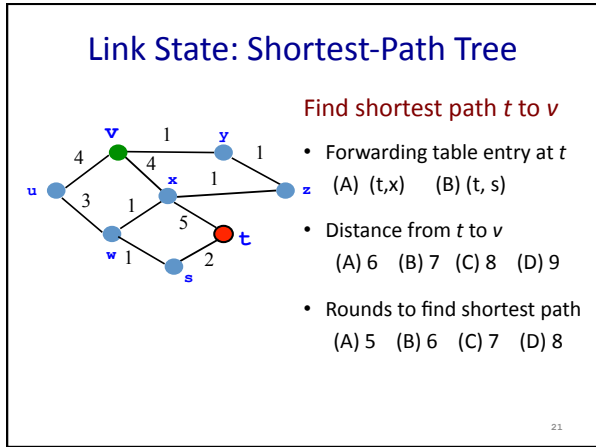 Link State: Shortest-Path Tree
Find shortest path t to v
• Forwarding table entry at t
(A) (t,x) (B) (t, s)
• Distance from t to v
(A) 6 (B) 7 (C) 8 (D) 9
• Rounds to find shortest path
(A) 5 (B) 6 (C) 7 (D) 8
v
1
y
4
4
1
x
1
u
z
3
1
5
t
w
1
2
s
21